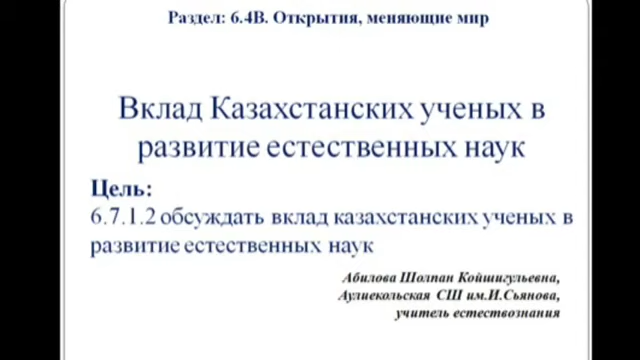 Раздел: 6.4В. Открытия, меняющие мир
Вклад Казахстанских ученых в
развитие естественных наук
Цель:
6.7.1.2 обсуждать вклад казахстанских ученых в
развитие естественных наук
Абилова Шолпан Койшигульевна,
Аулиекольская СШ им.И.Сьянова,
учитель естествознания